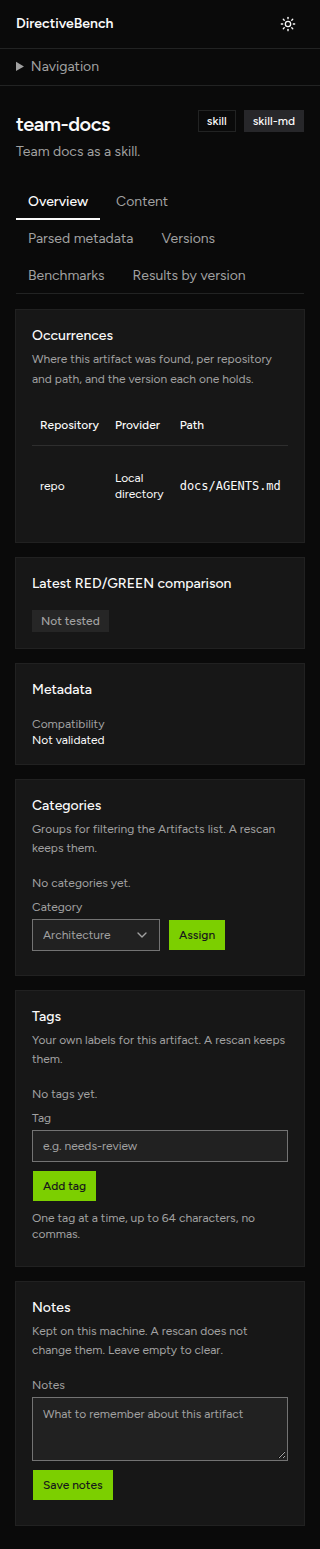 DirectiveBench
Navigation
team-docs
skill
skill-md
Team docs as a skill.
Overview
Content
Parsed metadata
Versions
Benchmarks
Results by version
Occurrences
Where this artifact was found, per repository
and path, and the version each one holds.
Repository
Provider
Path
repo
Local
directory
docs/AGENTS.md
Latest RED/GREEN comparison
Not tested
Metadata
Compatibility
Not validated
Categories
Groups for filtering the Artifacts list. A rescan
keeps them.
No categories yet.
Category
Architecture
Assign
Tags
Your own labels for this artifact. A rescan keeps
them.
No tags yet.
Tag
e.g. needs-review
Add tag
One tag at a time, up to 64 characters, no
commas.
Notes
Kept on this machine. A rescan does not
change them. Leave empty to clear.
Notes
What to remember about this artifact
Save notes